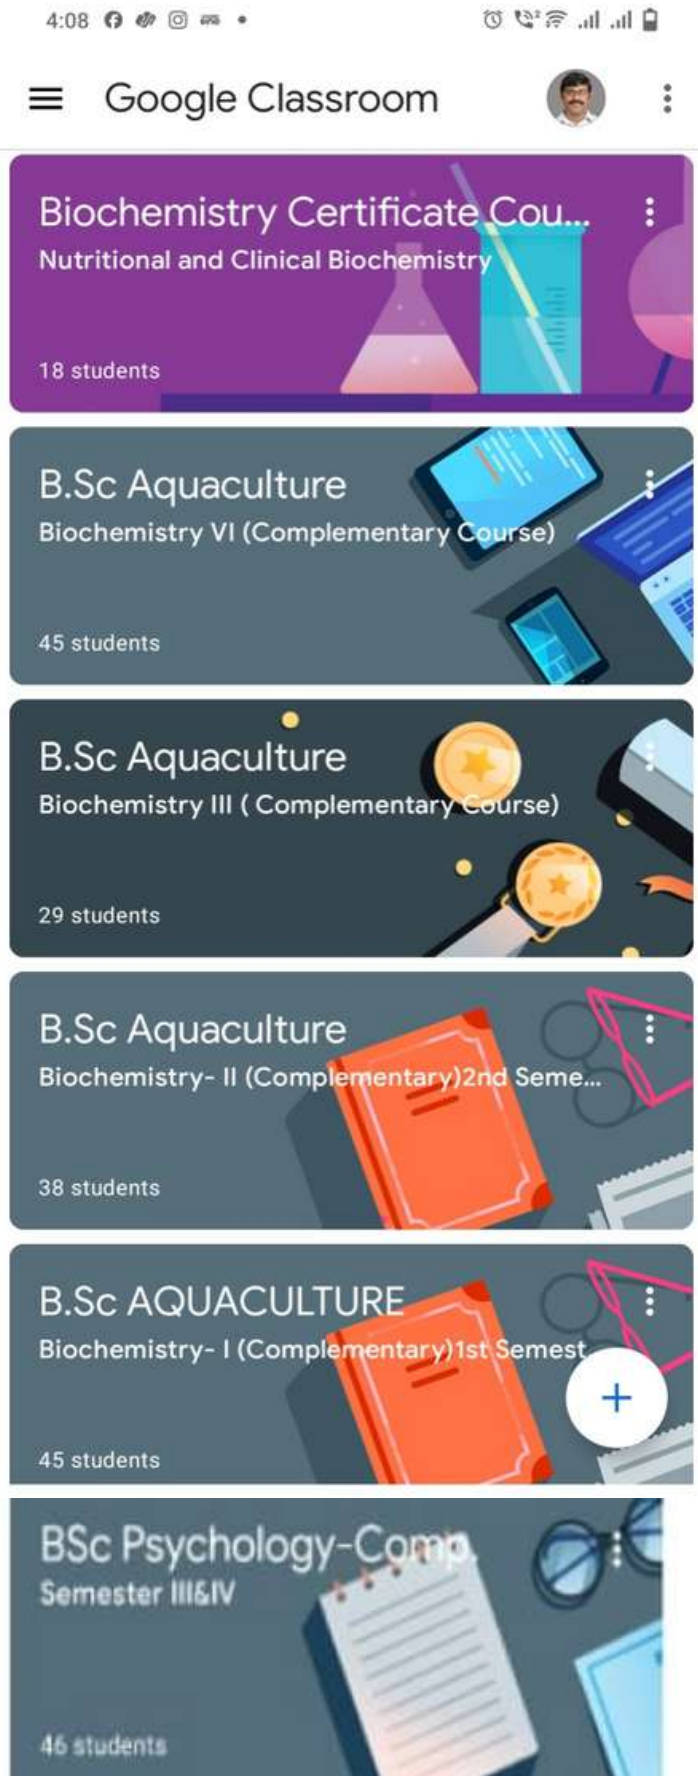 4:08
Google Classroom
Biochemistry Certificate Cou...
Nutritional and Clinical Biochemistry
18 students
B.Sc Aquaculture
Biochemistry VI (Complementary Course)
45 students
B.Sc Aquaculture
Biochemistry III ( Complementary Course)
29 students
B.Sc Aquaculture
Biochemistry- II (Complementary)2nd Seme...
38 students
B.Sc AQUACULTURE
Biochemistry- I (Complementary)1st Semest
45 students
BSc Psychology-Comp.
Semester III&IV
46 students